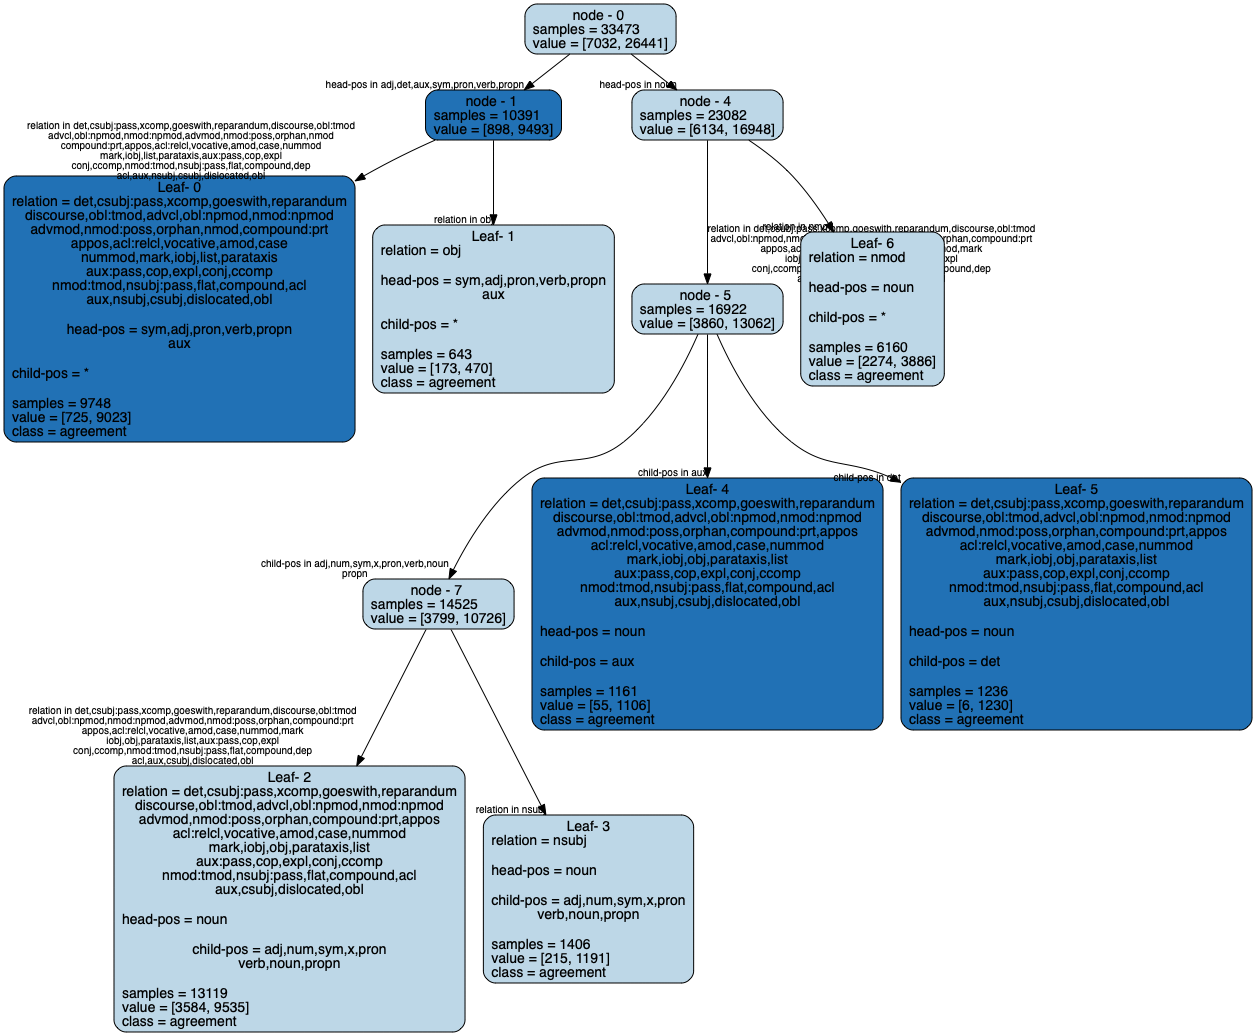 node - 0
samples = 33473
value = [7032, 26441]
head-pos in adj,det,aux,sym,pron,verb,propn
head-pos in noun
node - 1
samples = 10391
value = [898, 9493]
node - 4
samples = 23082
value = [6134, 16948]
relation in det,csubj:pass,xcomp,goeswith,reparandum,discourse,obl:tmod
advcl,obl:npmod,nmod:npmod,advmod,nmod:poss,orphan,nmod
compound:prt,appos,acl:relcl,vocative,amod,case,nummod
mark,iobj,list,parataxis,aux:pass,cop,expl
conj,ccomp,nmod:tmod,nsubj:pass,flat,compound,dep
acl,aux,nsubj,csubj,dislocated,obl
Leaf- 0
relation = det,csubj:pass,xcomp,goeswith,reparandum
discourse,obl:tmod,advcl,obl:npmod,nmod:npmod
advmod,nmod:poss,orphan,nmod,compound:prt
appos,acl:relcl,vocative,amod,case
nummod,mark,iobj,list,parataxis
aux:pass,cop,expl,conj,ccomp
nmod:tmod,nsubj:pass,flat,compound,acl
aux,nsubj,csubj,dislocated,obl
head-pos = sym,adj,pron,verb,propn
aux
child-pos = *
samples = 9748
value = [725, 9023]
class = agreement
relation in obj
Leaf- 1
relation = obj
head-pos = sym,adj,pron,verb,propn
aux
child-pos = *
samples = 643
value = [173, 470]
class = agreement
relation in det,csubj:pass,xcomp,goeswith,reparandum,discourse,obl:tmod
relation in nmod
Leaf- 6
relation = nmod
head-pos = noun
child-pos = *
samples = 6160
value = [2274, 3886]
class = agreement
node - 5
samples = 16922
value = [3860, 13062]
child-pos in aux
child-pos in det
Leaf- 4
relation = det,csubj:pass,xcomp,goeswith,reparandum
discourse,obl:tmod,advcl,obl:npmod,nmod:npmod
advmod,nmod:poss,orphan,compound:prt,appos
acl:relcl,vocative,amod,case,nummod
mark,iobj,obj,parataxis,list
aux:pass,cop,expl,conj,ccomp
nmod:tmod,nsubj:pass,flat,compound,acl
aux,nsubj,csubj,dislocated,obl
head-pos = noun
child-pos = aux
samples = 1161
value = [55, 1106]
class = agreement
Leaf- 5
relation = det,csubj:pass,xcomp,goeswith,reparandum
discourse,obl:tmod,advcl,obl:npmod,nmod:npmod
advmod,nmod:poss,orphan,compound:prt,appos
acl:relcl,vocative,amod,case,nummod
mark,iobj,obj,parataxis,list
aux:pass,cop,expl,conj,ccomp
nmod:tmod,nsubj:pass,flat,compound,acl
aux,nsubj,csubj,dislocated,obl
head-pos = noun
child-pos = det
samples = 1236
value = [6, 1230]
class = agreement
child-pos in adj,num,sym,x,pron,verb,noun
propn
node - 7
samples = 14525
value = [3799, 10726]
relation in det,csubj:pass,xcomp,goeswith,reparandum,discourse,obl:tmod
advcl,obl:npmod,nmod:npmod,advmod,nmod:poss,orphan,compound:prt
appos,acl:relcl,vocative,amod,case,nummod,mark
iobj,obj,parataxis,list,aux:pass,cop,expl
conj,ccomp,nmod:tmod,nsubj:pass,flat,compound,dep
acl,aux,csubj,dislocated,obl
Leaf- 2
relation = det,csubj:pass,xcomp,goeswith,reparandum
discourse,obl:tmod,advcl,obl:npmod,nmod:npmod
advmod,nmod:poss,orphan,compound:prt,appos
acl:relcl,vocative,amod,case,nummod
mark,iobj,obj,parataxis,list
aux:pass,cop,expl,conj,ccomp
nmod:tmod,nsubj:pass,flat,compound,acl
aux,csubj,dislocated,obl
head-pos = noun
child-pos = adj,num,sym,x,pron
verb,noun,propn
samples = 13119
value = [3584, 9535]
class = agreement
relation in nsubj
Leaf- 3
relation = nsubj
head-pos = noun
child-pos = adj,num,sym,x,pron
verb,noun,propn
samples = 1406
value = [215, 1191]
class = agreement